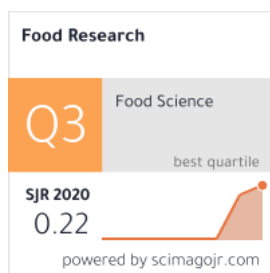 Food Research
Q3
Food Science
best quartile
SJR 2020
0.22
powered by scimagojr.com